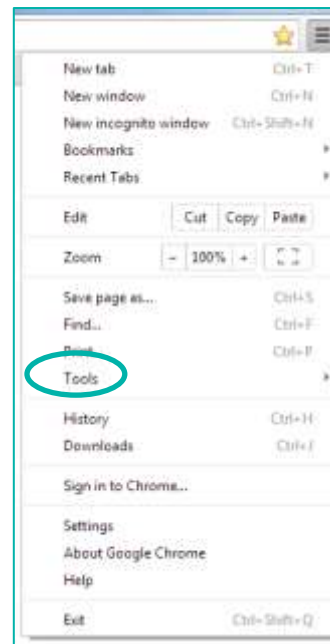 New tab Ctrl+T
New window Ctrl+N
New incognito window Ctrl+Shift+N
Bookmarks
Recent Tabs
Edit Cut Copy Paste
Zoom - 100% +
Save page as... Ctrl+S
Find... Ctrl+F
Print... Ctrl+P
Tools
History Ctrl+H
Downloads Ctrl+J
Sign in to Chrome...
Settings
About Google Chrome
Help
Exit Ctrl+Shift+Q